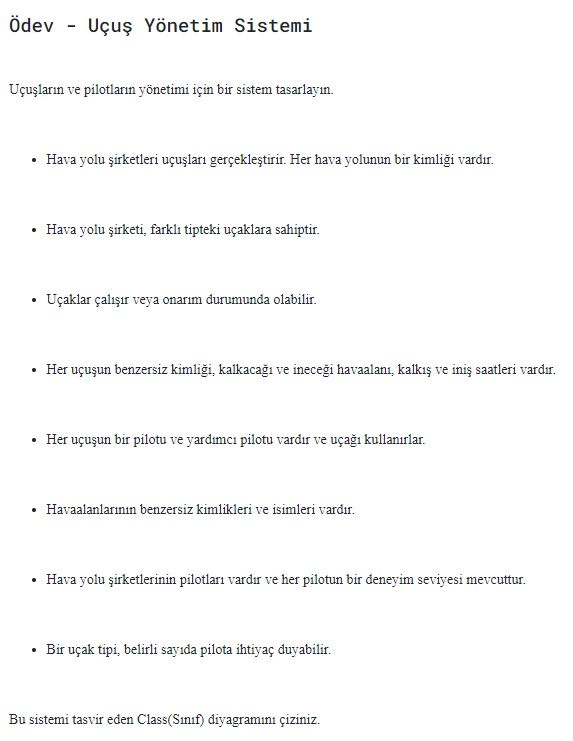 Ödev - Uçuş Yönetim Sistemi
Uçuşların ve pilotların yönetimi için bir sistem tasarlayın.
• Hava yolu şirketleri uçuşları gerçekleştirir. Her hava yolunun bir kimliği vardır.
• Hava yolu şirketi, farklı tipteki uçaklara sahiptir.
• Uçaklar çalışır veya onarım durumunda olabilir.
• Her uçuşun benzersiz kimliği, kalkacağı ve ineceği havaalanı, kalkış ve iniş saatleri vardır.
• Her uçuşun bir pilotu ve yardımcı pilotu vardır ve uçağı kullanırlar.
• Havaalanlarının benzersiz kimlikleri ve isimleri vardır.
• Hava yolu şirketlerinin pilotları vardır ve her pilotun bir deneyim seviyesi mevcuttur.
• Bir uçak tipi, belirli sayıda pilota ihtiyaç duyabilir.
Bu sistemi tasvir eden Class(Sınıf) diyagramını çiziniz.